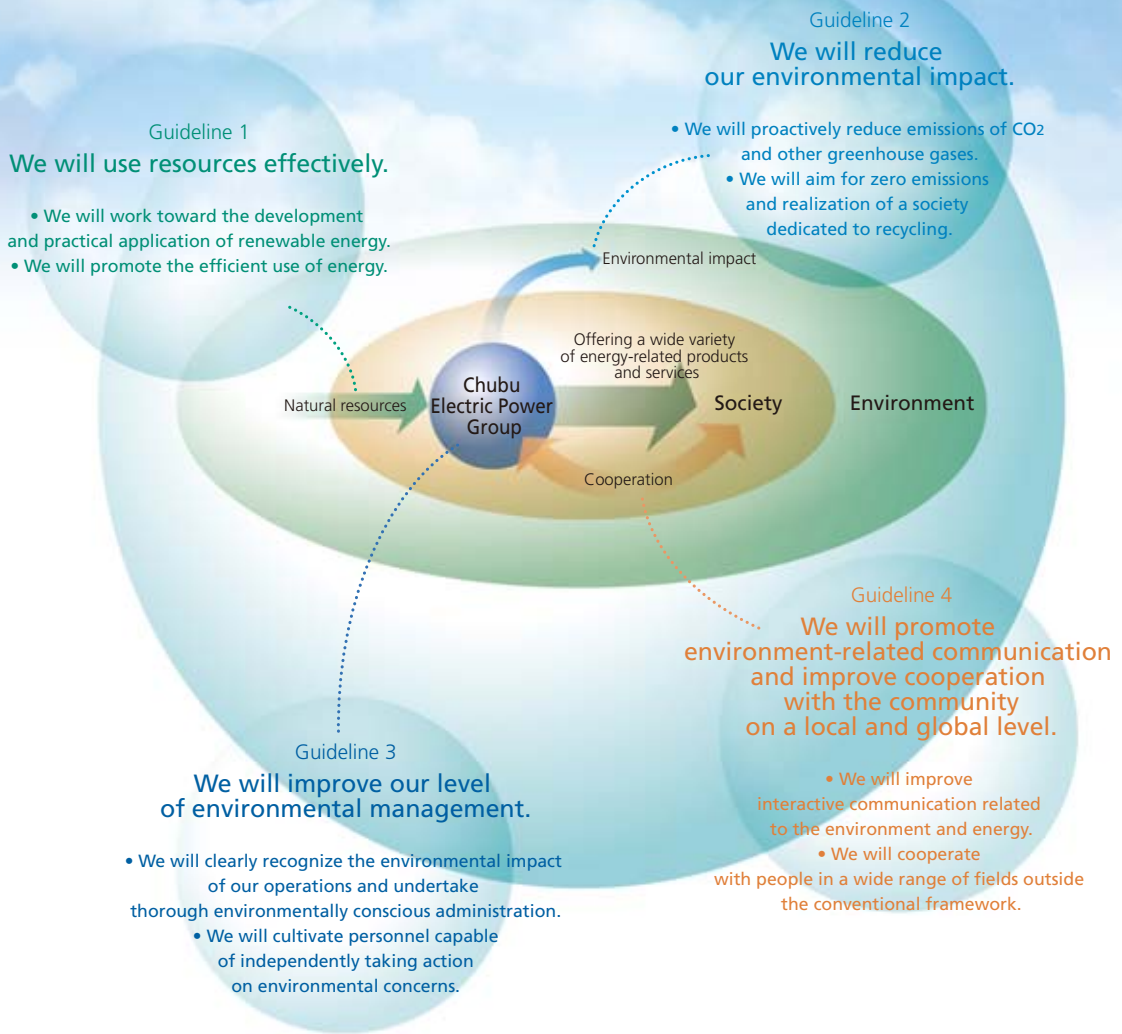 Guideline 1
We will use resources effectively.
• We will work toward the development
and practical application of renewable energy.
• We will promote the efficient use of energy.
Guideline 2
We will reduce
our environmental impact.
• We will proactively reduce emissions of CO2
and other greenhouse gases.
• We will aim for zero emissions
and realization of a society
dedicated to recycling.
Environmental impact
Offering a wide variety
of energy-related products
and services
Natural resources
Chubu
Electric Power
Group
Society
Environment
Cooperation
Guideline 3
We will improve our level
of environmental management.
• We will clearly recognize the environmental impact
of our operations and undertake
thorough environmentally conscious administration.
• We will cultivate personnel capable
of independently taking action
on environmental concerns.
Guideline 4
We will promote
environment-related communication
and improve cooperation
with the community
on a local and global level.
• We will improve
interactive communication related
to the environment and energy.
• We will cooperate
with people in a wide range of fields outside
the conventional framework.